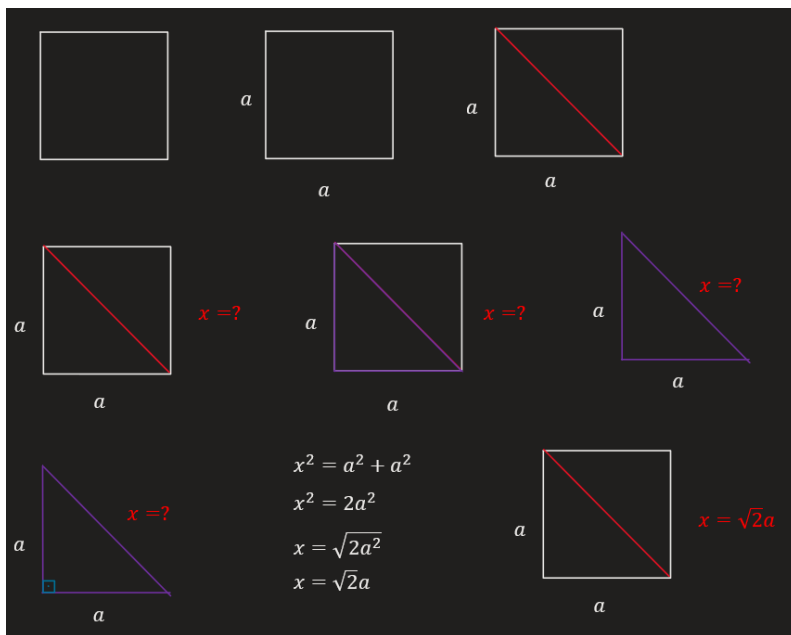 a
a
a
a
a
x =?
a
a
x =?
a
a
x =?
a
a
x =?
a
x² = a² + a²
x² = 2a²
x = √2a²
x = √2a
a
x = √2a
a